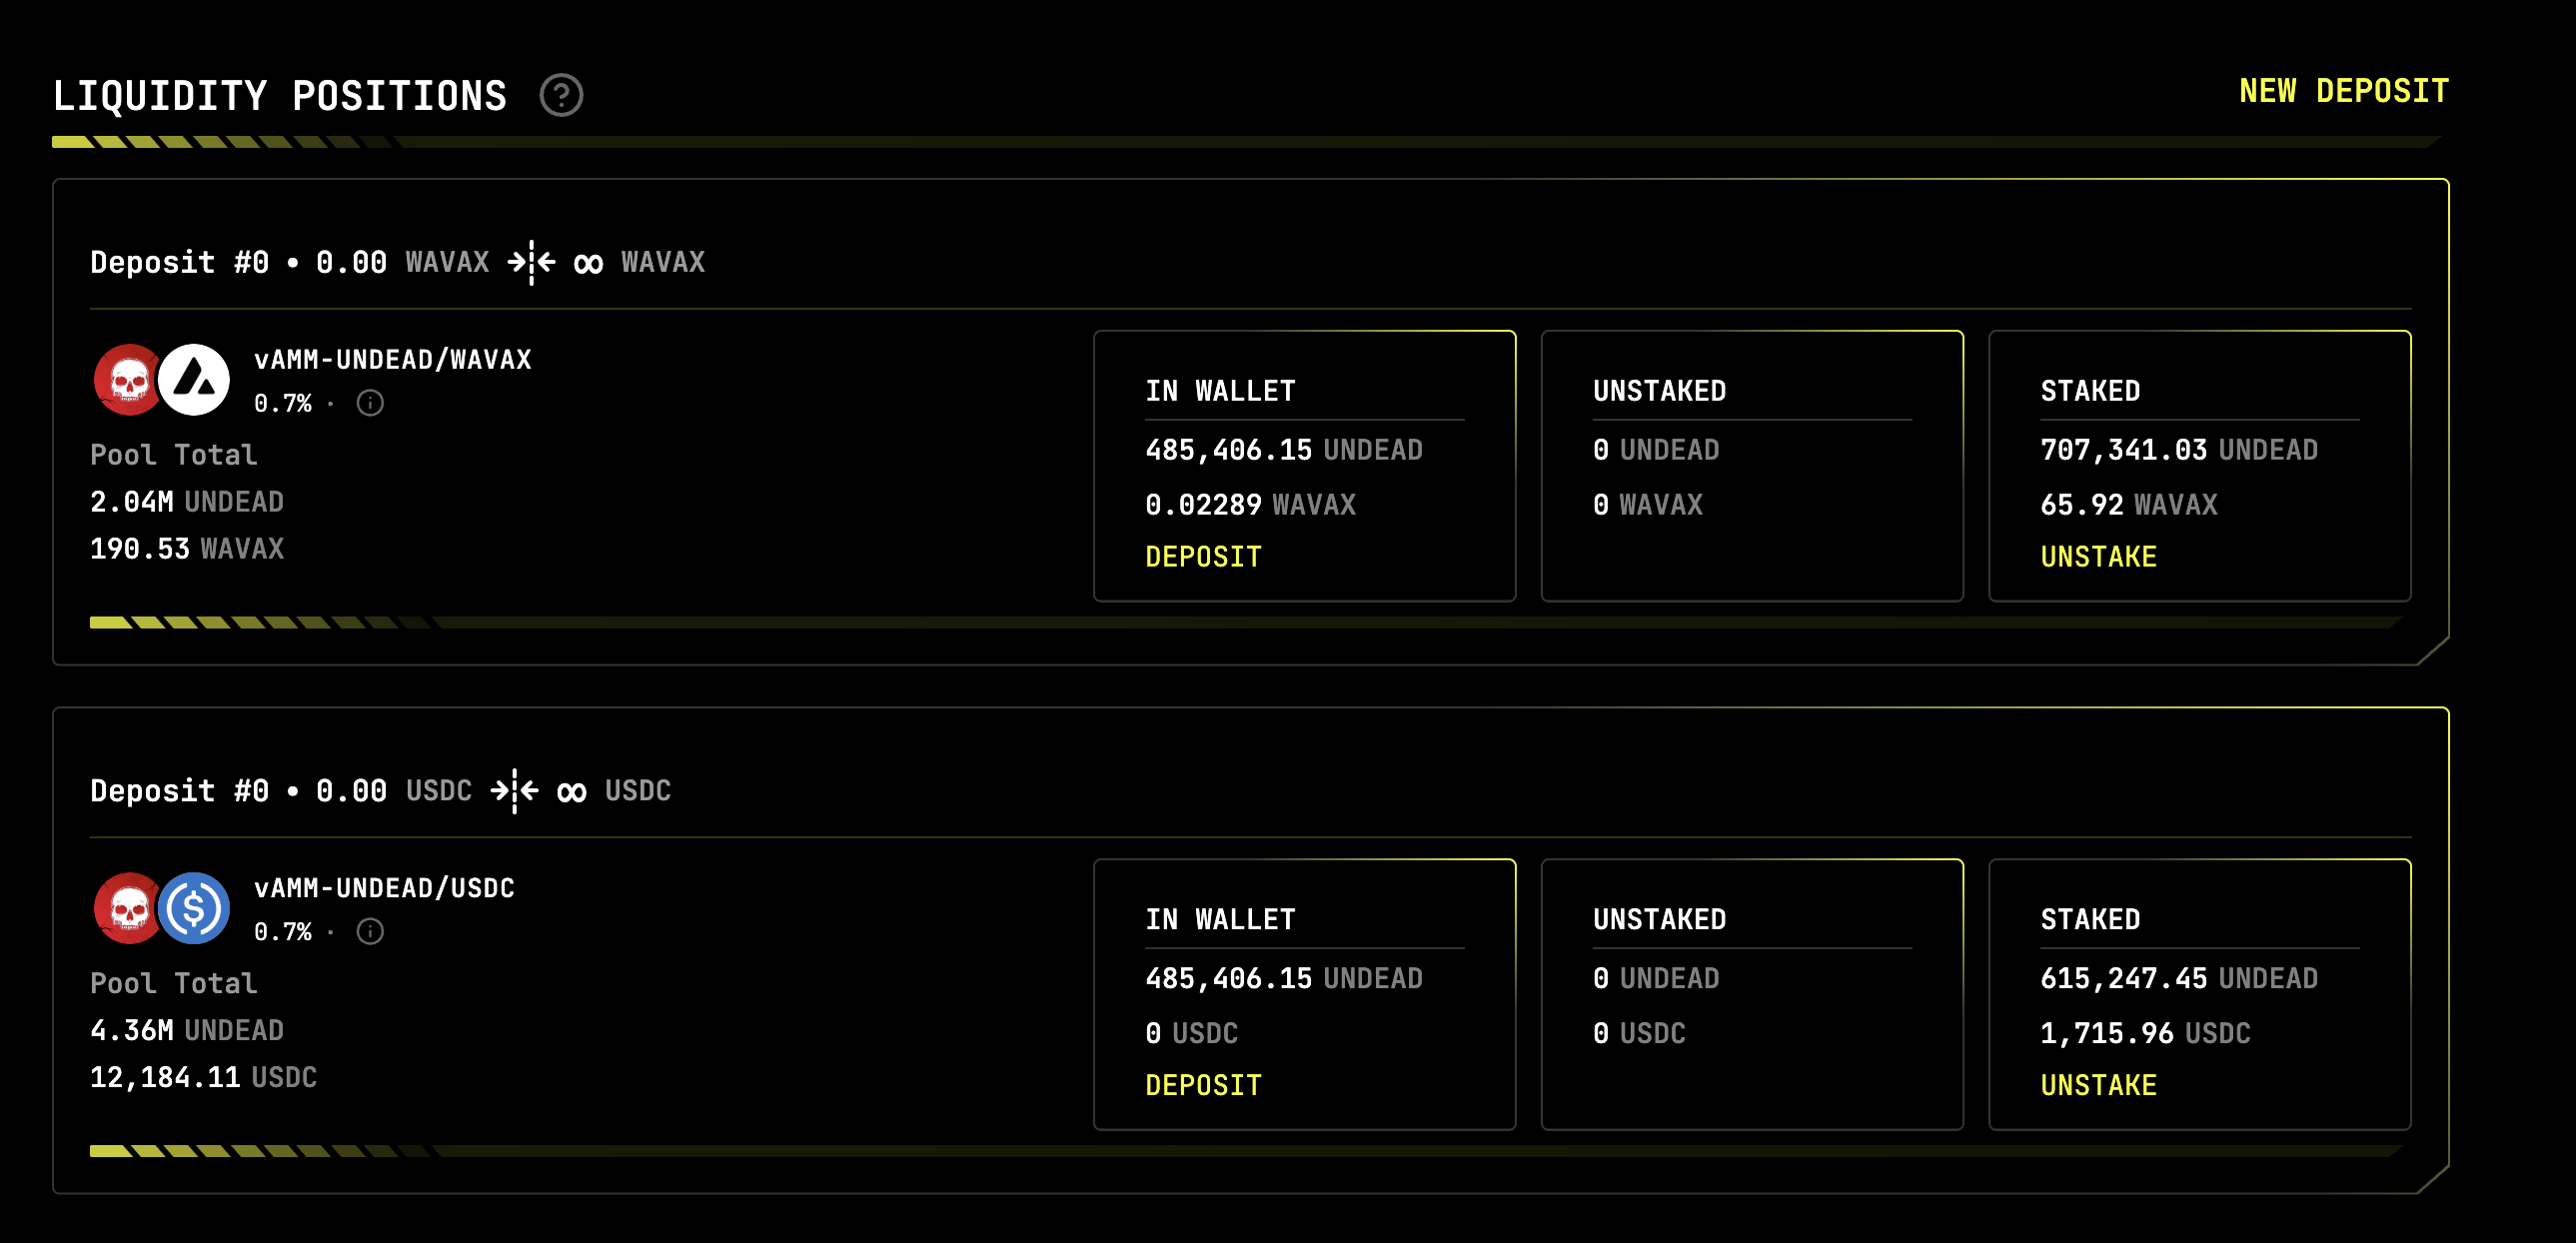 LIQUIDITY POSITIONS
NEW DEPOSIT
Deposit #0 • 0.00 WAVAX ∞ WAVAX
vAMM-UNDEAD/WAVAX
0.7% ·
Pool Total
2.04M UNDEAD
190.53 WAVAX
IN WALLET
485,406.15 UNDEAD
0.02289 WAVAX
DEPOSIT
UNSTAKED
0 UNDEAD
0 WAVAX
STAKED
707,341.03 UNDEAD
65.92 WAVAX
UNSTAKE
Deposit #0 • 0.00 USDC ∞ USDC
vAMM-UNDEAD/USDC
0.7% ·
Pool Total
4.36M UNDEAD
12,184.11 USDC
IN WALLET
485,406.15 UNDEAD
0 USDC
DEPOSIT
UNSTAKED
0 UNDEAD
0 USDC
STAKED
615,247.45 UNDEAD
1,715.96 USDC
UNSTAKE